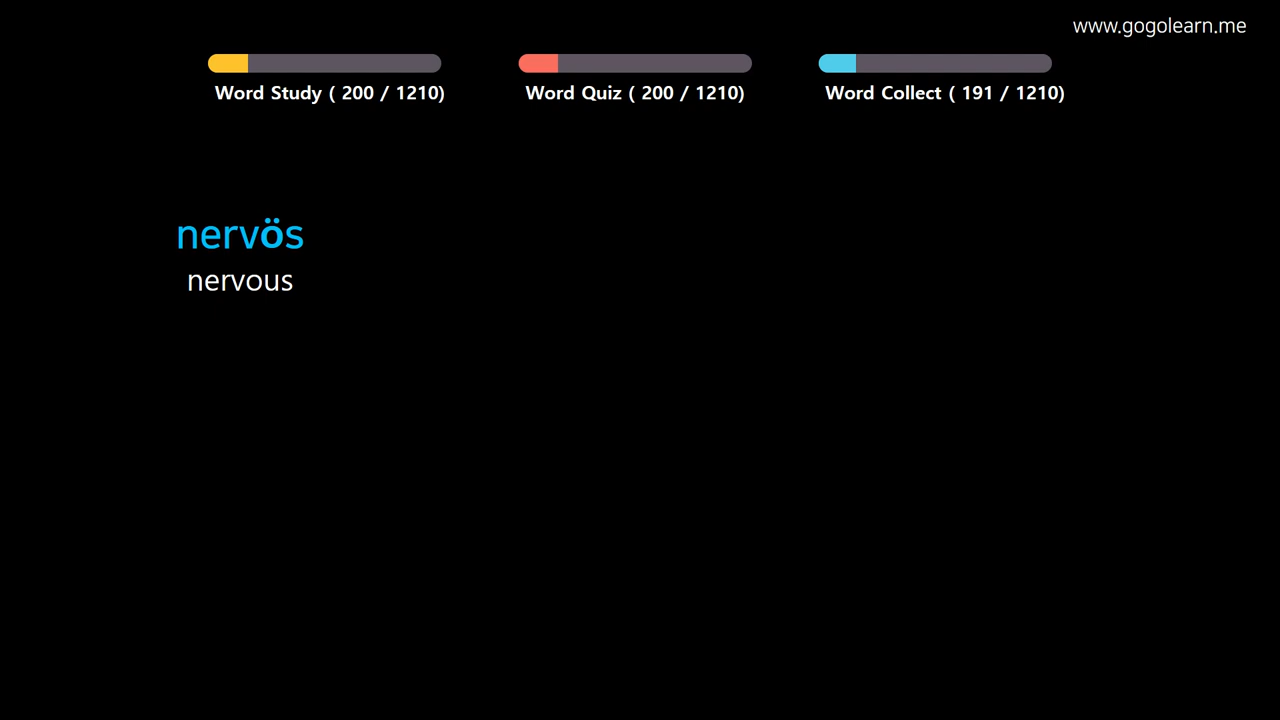 www.gogolearn.me
Word Study ( 200 / 1210)
Word Quiz ( 200 / 1210)
Word Collect ( 191 / 1210)
nervös
nervous